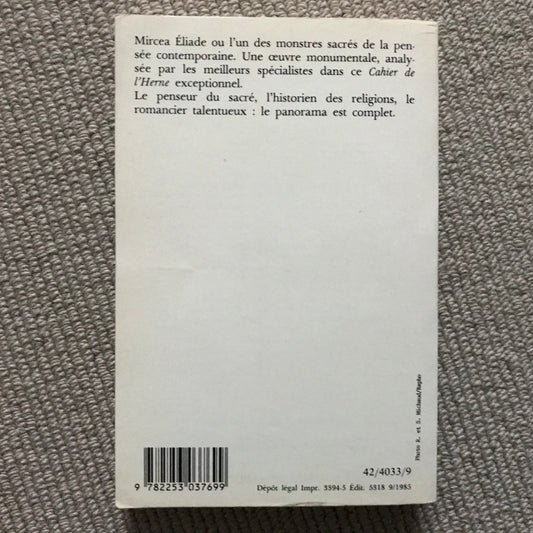 Mircea Éliade ou l'un des monstres sacrés de la pen-
sée contemporaine. Une œuvre monumentale, analy-
sée par les meilleurs spécialistes dans ce Cahier de
l'Herne exceptionnel.
Le penseur du sacré, l'historien des religions, le
romancier talentueux : le panorama est complet.
Photo R. et S. Michaud/Rapho
42/4033/9
9 782253 037699
Dépôt légal Impr. 3394-5 Édit. 5318 9/1985